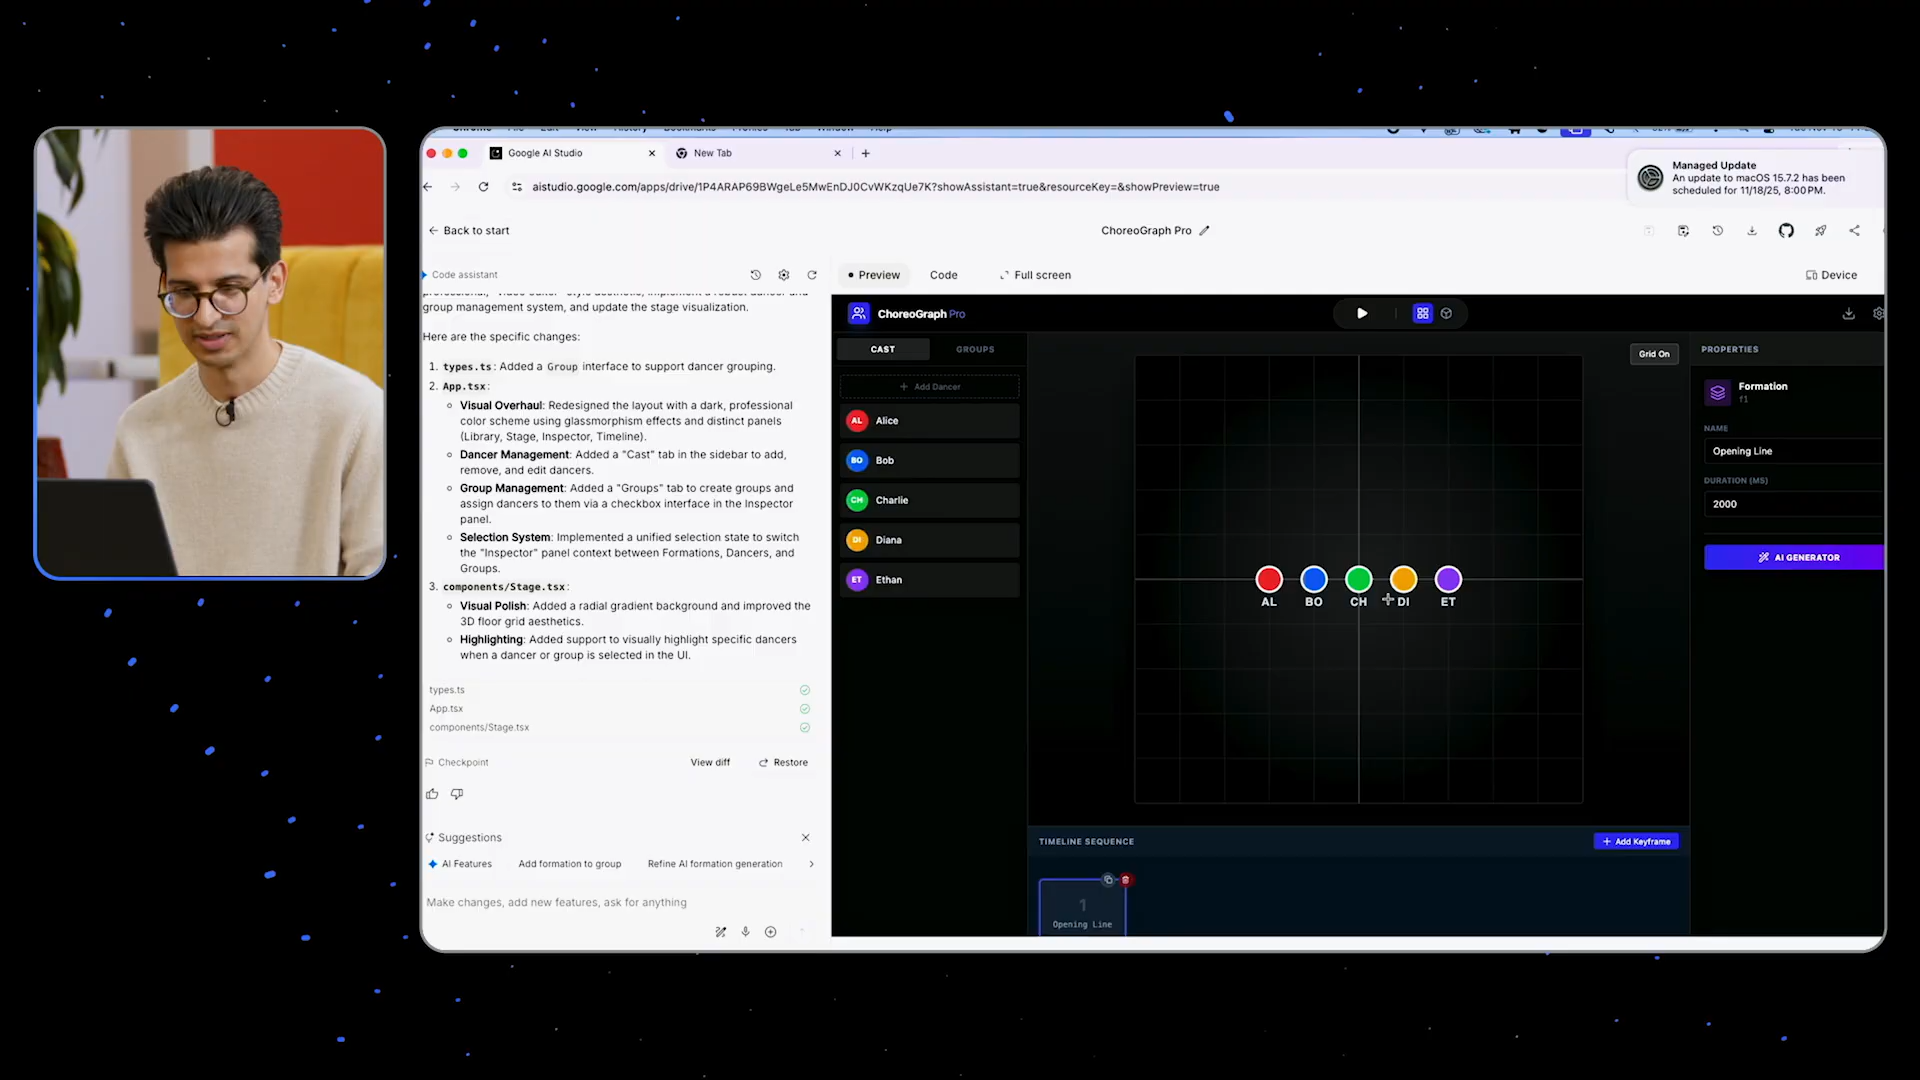 Google AI Studio
New Tab
Managed Update
An update to macOS 15.7.2 has been
scheduled for 11/18/25, 8:00 PM.
aistudio.google.com/apps/drive/1P4ARAP69BWgeLe5MwEnDJ0CvWKzqUe7K?showAssistant=true&resourceKey=&showPreview=true
Back to start
ChoreoGraph Pro
Code assistant
Preview
Code
Full screen
Device
group management system, and update the stage visualization.
Here are the specific changes:
1. types.ts: Added a Group interface to support dancer grouping.
2. App.tsx:
Visual Overhaul: Redesigned the layout with a dark, professional
color scheme using glassmorphism effects and distinct panels
(Library, Stage, Inspector, Timeline).
Dancer Management: Added a "Cast" tab in the sidebar to add,
remove, and edit dancers.
Group Management: Added a "Groups" tab to create groups and
assign dancers to them via a checkbox interface in the Inspector
panel.
Selection System: Implemented a unified selection state to switch
the "Inspector" panel context between Formations, Dancers, and
Groups.
3. components/Stage.tsx:
Visual Polish: Added a radial gradient background and improved the
3D floor grid aesthetics.
Highlighting: Added support to visually highlight specific dancers
when a dancer or group is selected in the UI.
types.ts
App.tsx
components/Stage.tsx
Checkpoint
View diff
Restore
Suggestions
AI Features
Add formation to group
Refine AI formation generation
Make changes, add new features, ask for anything
ChoreoGraph Pro
CAST
GROUPS
+ Add Dancer
AL Alice
BO Bob
CH Charlie
DI Diana
ET Ethan
Grid On
AL
BO
CH
DI
ET
PROPERTIES
Formation
f1
NAME
Opening Line
DURATION (MS)
2000
AI GENERATOR
TIMELINE SEQUENCE
+ Add Keyframe
1
Opening Line